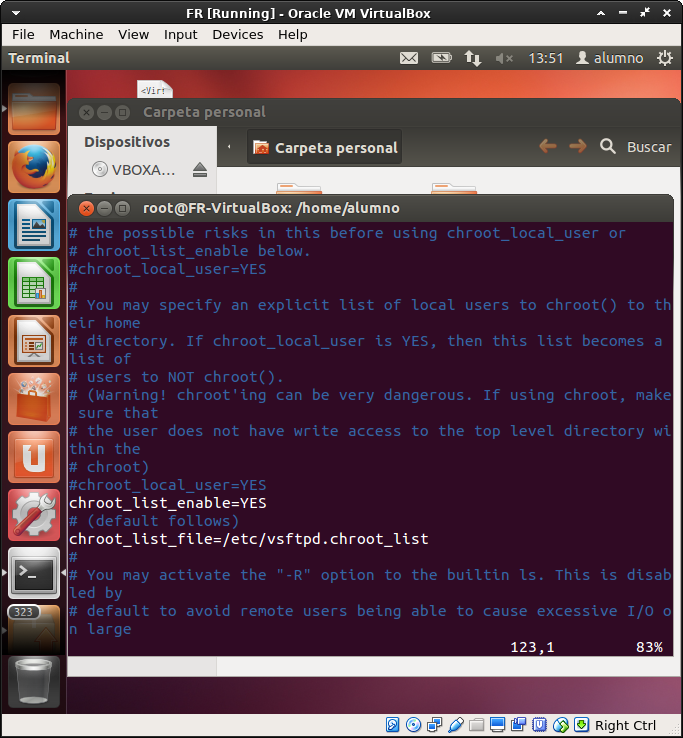 FR [Running] - Oracle VM VirtualBox
File Machine View Input Devices Help
Terminal 13:51 alumno
<Vir
Carpeta personal
Dispositivos
VBOXA...
Carpeta personal
Buscar
root@FR-VirtualBox: /home/alumno
# the possible risks in this before using chroot_local_user or
# chroot_list_enable below.
#chroot_local_user=YES
#
# You may specify an explicit list of local users to chroot() to th
eir home
# directory. If chroot_local_user is YES, then this list becomes a
list of
# users to NOT chroot().
# (Warning! chroot'ing can be very dangerous. If using chroot, make
sure that
# the user does not have write access to the top level directory wi
thin the
# chroot)
#chroot_local_user=YES
chroot_list_enable=YES
# (default follows)
chroot_list_file=/etc/vsftpd.chroot_list
#
# You may activate the "-R" option to the builtin ls. This is disab
led by
# default to avoid remote users being able to cause excessive I/O o
n large
123,1 83%
323
Right Ctrl